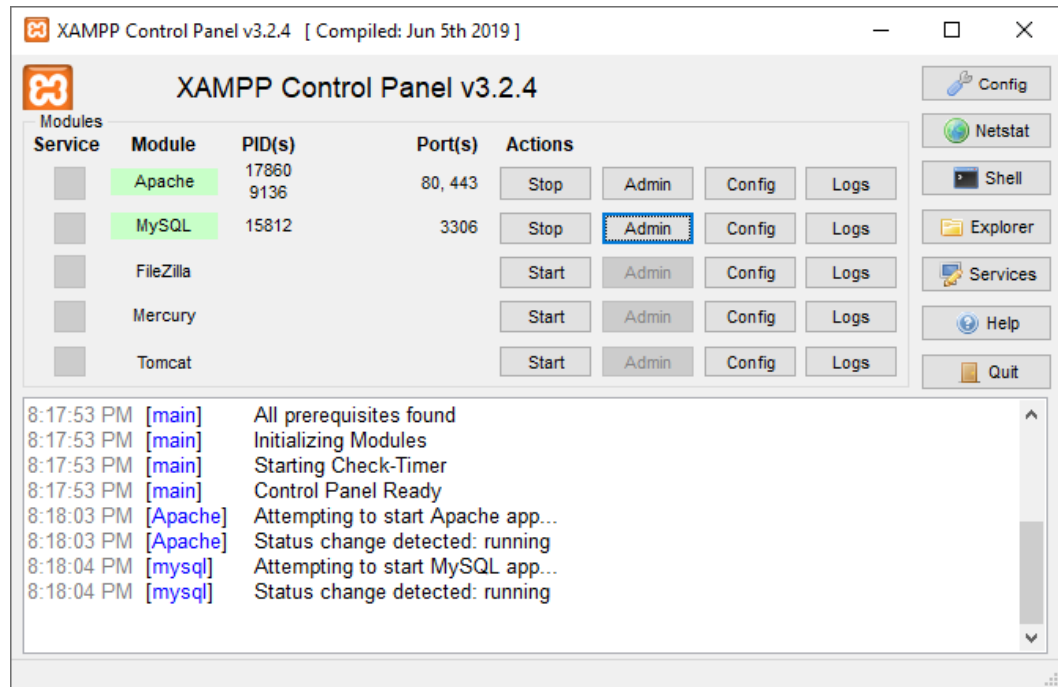 XAMPP Control Panel v3.2.4 [ Compiled: Jun 5th 2019 ]
XAMPP Control Panel v3.2.4
Config
Netstat
Shell
Explorer
Services
Help
Quit
Modules
Service Module PID(s) Port(s) Actions
Apache 17860 9136 80, 443 Stop Admin Config Logs
MySQL 15812 3306 Stop Admin Config Logs
FileZilla Start Admin Config Logs
Mercury Start Admin Config Logs
Tomcat Start Admin Config Logs
8:17:53 PM [main] All prerequisites found
8:17:53 PM [main] Initializing Modules
8:17:53 PM [main] Starting Check-Timer
8:17:53 PM [main] Control Panel Ready
8:18:03 PM [Apache] Attempting to start Apache app...
8:18:03 PM [Apache] Status change detected: running
8:18:04 PM [mysql] Attempting to start MySQL app...
8:18:04 PM [mysql] Status change detected: running